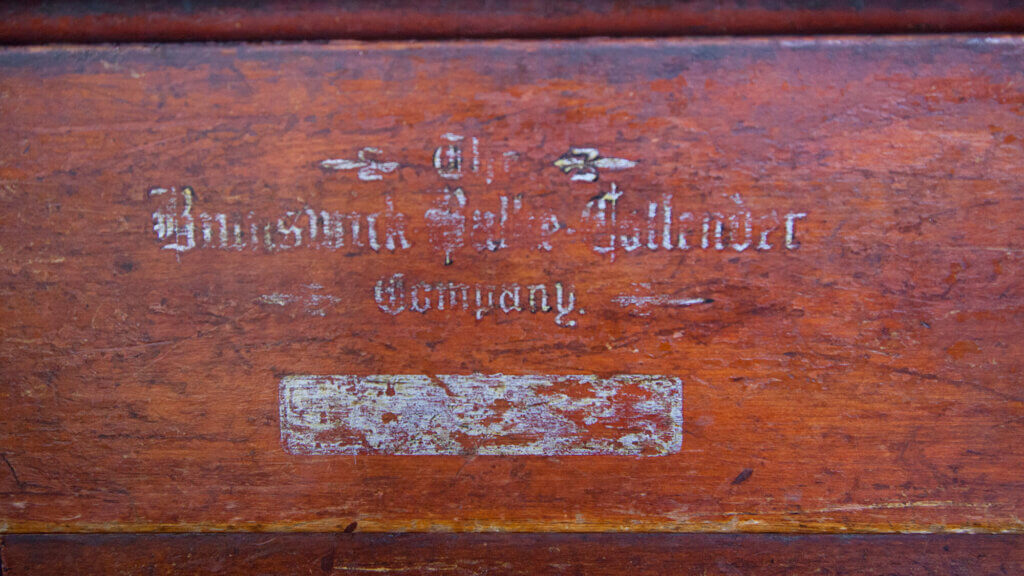 The
Brunswick Balke-Collender
Company.